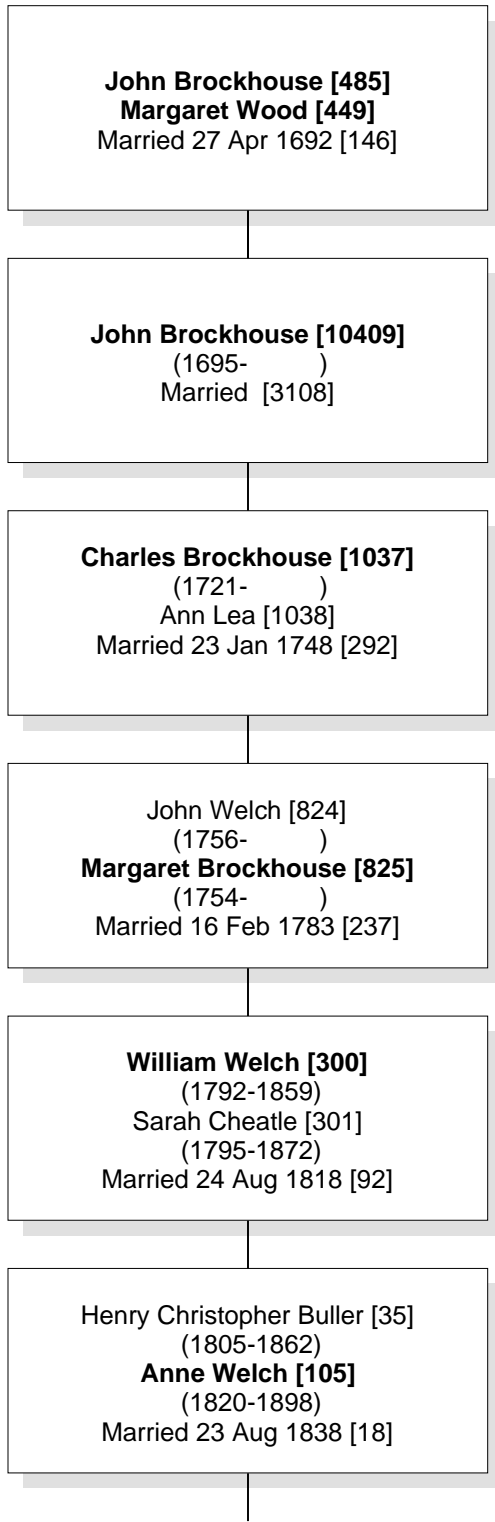 John Brockhouse [485]
Margaret Wood [449]
Married 27 Apr 1692 [146]
John Brockhouse [10409]
(1695- )
Married [3108]
Charles Brockhouse [1037]
(1721- )
Ann Lea [1038]
Married 23 Jan 1748 [292]
John Welch [824]
(1756- )
Margaret Brockhouse [825]
(1754- )
Married 16 Feb 1783 [237]
William Welch [300]
(1792-1859)
Sarah Cheatle [301]
(1795-1872)
Married 24 Aug 1818 [92]
Henry Christopher Buller [35]
(1805-1862)
Anne Welch [105]
(1820-1898)
Married 23 Aug 1838 [18]